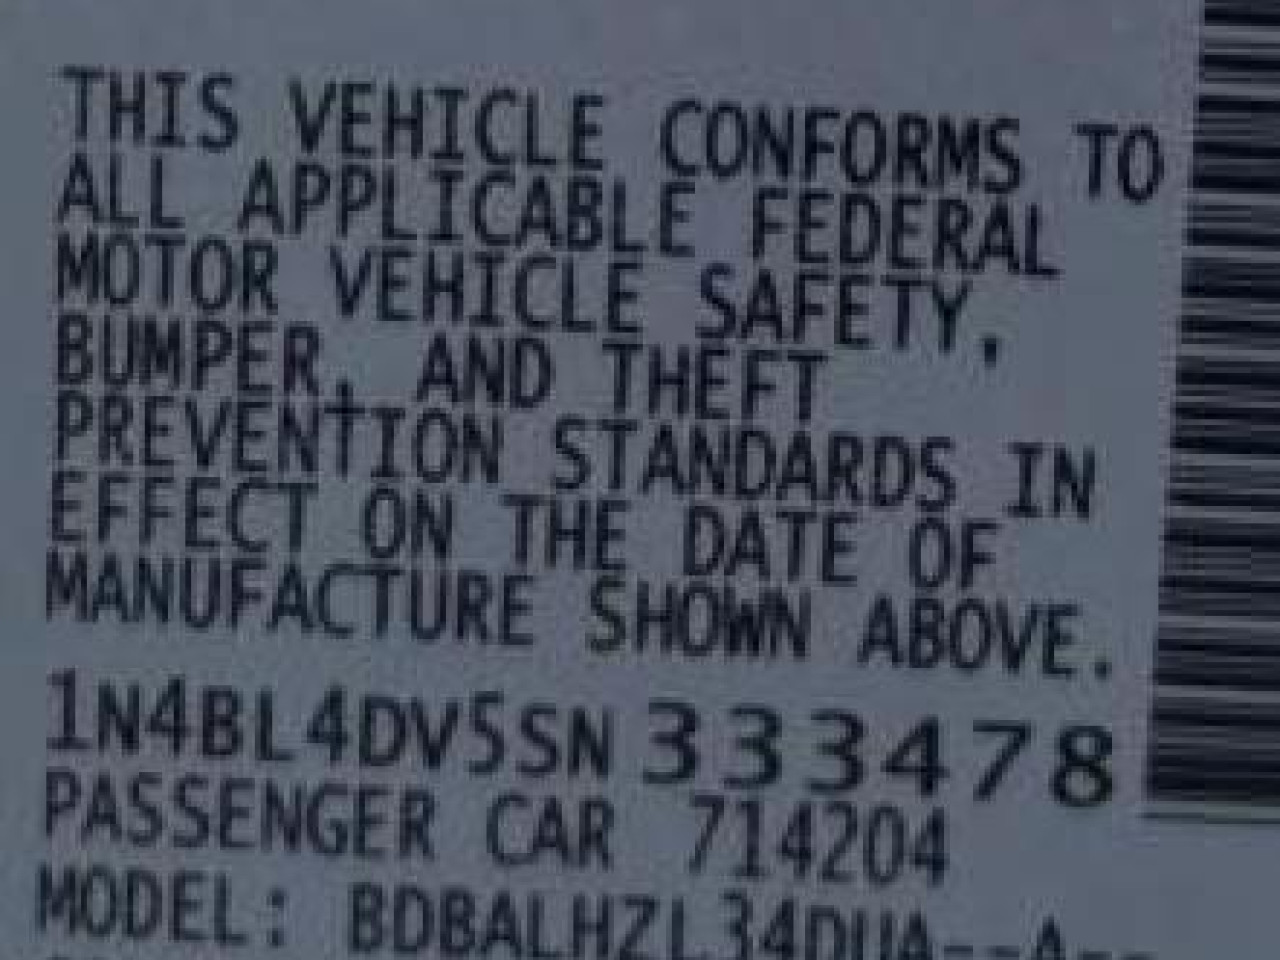 THIS VEHICLE CONFORMS TO
ALL APPLICABLE FEDERAL
MOTOR VEHICLE SAFETY,
BUMPER, AND THEFT
PREVENTION STANDARDS IN
EFFECT ON THE DATE OF
MANUFACTURE SHOWN ABOVE.
1N4BL4DV5SN333478
PASSENGER CAR 714204
MODEL: BDBALHZL34DUA--A--